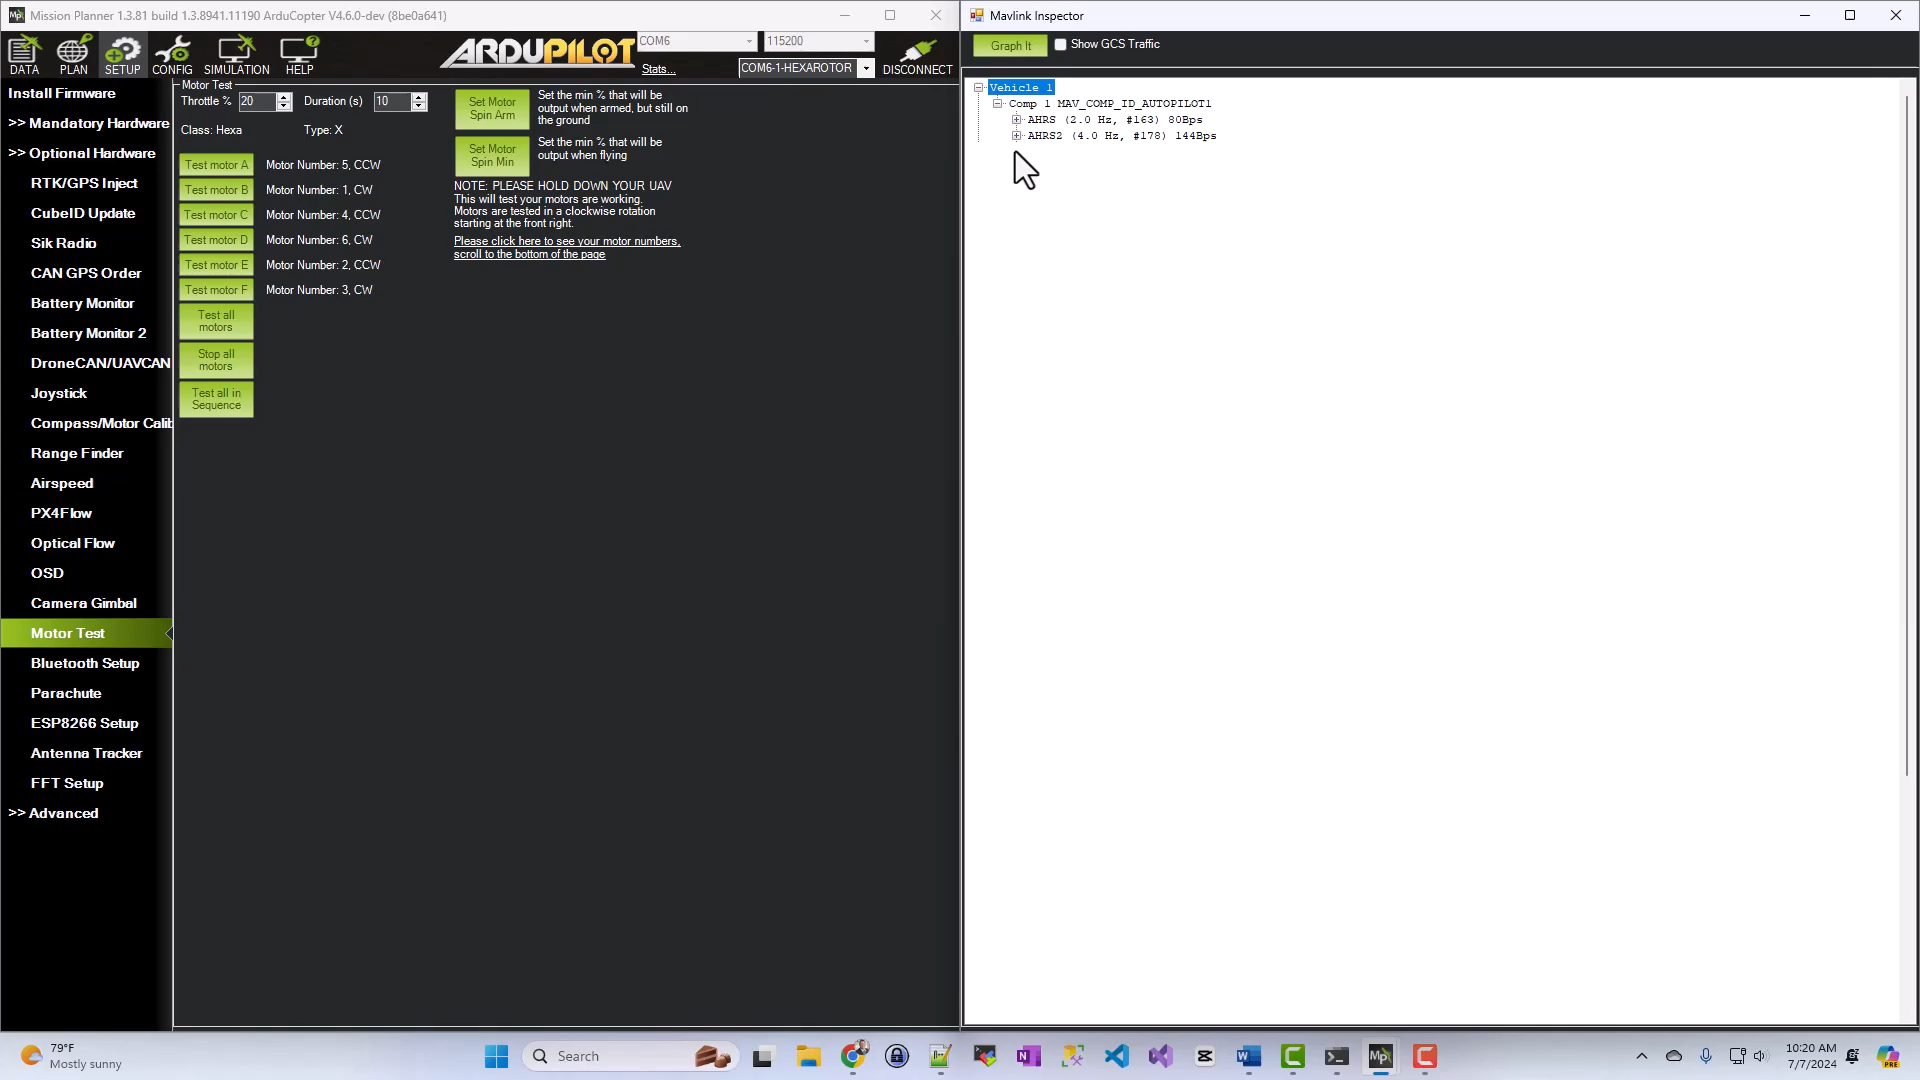 Mission Planner 1.3.81 build 1.3.8941.11190 ArduCopter V4.6.0-dev (8be0a641)
DATA
PLAN
SETUP
CONFIG
SIMULATION
HELP
ARDUPILOT
COM6
115200
Stats...
COM6-1-HEXAROTOR
DISCONNECT
Install Firmware
>> Mandatory Hardware
>> Optional Hardware
RTK/GPS Inject
CubeID Update
Sik Radio
CAN GPS Order
Battery Monitor
Battery Monitor 2
DroneCAN/UAVCAN
Joystick
Compass/Motor Calib
Range Finder
Airspeed
PX4Flow
Optical Flow
OSD
Camera Gimbal
Motor Test
Bluetooth Setup
Parachute
ESP8266 Setup
Antenna Tracker
FFT Setup
>> Advanced
Motor Test
Throttle % 20 Duration (s) 10
Class: Hexa Type: X
Test motor A Motor Number: 5, CCW
Test motor B Motor Number: 1, CW
Test motor C Motor Number: 4, CCW
Test motor D Motor Number: 6, CW
Test motor E Motor Number: 2, CCW
Test motor F Motor Number: 3, CW
Test all
motors
Stop all
motors
Test all in
Sequence
Set Motor
Spin Arm
Set the min % that will be
output when armed, but still on
the ground
Set Motor
Spin Min
Set the min % that will be
output when flying
NOTE: PLEASE HOLD DOWN YOUR UAV
This will test your motors are working.
Motors are tested in a clockwise rotation
starting at the front right.
Please click here to see your motor numbers,
scroll to the bottom of the page
Mavlink Inspector
Graph It
Show GCS Traffic
Vehicle 1
Comp 1 MAV_COMP_ID_AUTOPILOT1
AHRS (2.0 Hz, #163) 80Bps
AHRS2 (4.0 Hz, #178) 144Bps
79°F
Mostly sunny
Search
10:20 AM
7/7/2024